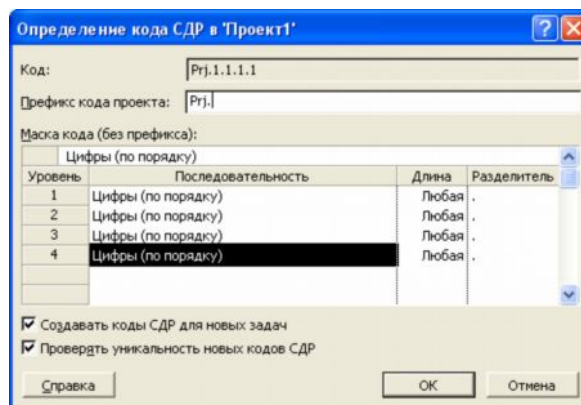 Определение кода СДР в 'Проект1'
Код: Prj.1.1.1.1
Префикс кода проекта: Prj.
Маска кода (без префикса):
Цифры (по порядку)
Уровень Последовательность Длина Разделитель
1 Цифры (по порядку) Любая .
2 Цифры (по порядку) Любая .
3 Цифры (по порядку) Любая .
4 Цифры (по порядку) Любая .
Создавать коды СДР для новых задач
Проверять уникальность новых кодов СДР
Справка ОК Отмена